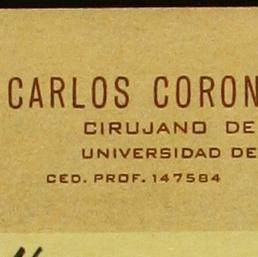 CARLOS CORON
CIRUJANO DE
UNIVERSIDAD DE
CED. PROF. 147584